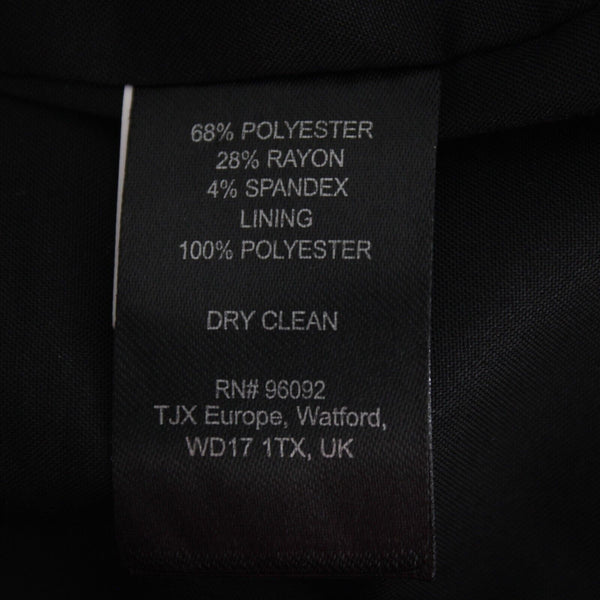 68% POLYESTER
28% RAYON
4% SPANDEX
LINING
100% POLYESTER
DRY CLEAN
RN# 96092
TJX Europe, Watford,
WD17 1TX, UK